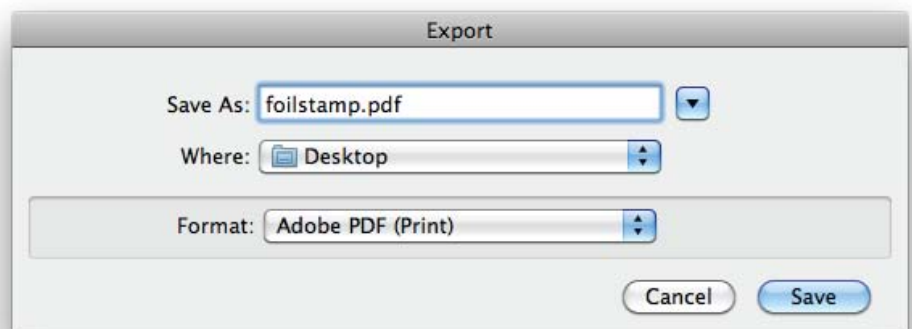 Export
Save As: foilstamp.pdf
Where: Desktop
Format: Adobe PDF (Print)
Cancel Save